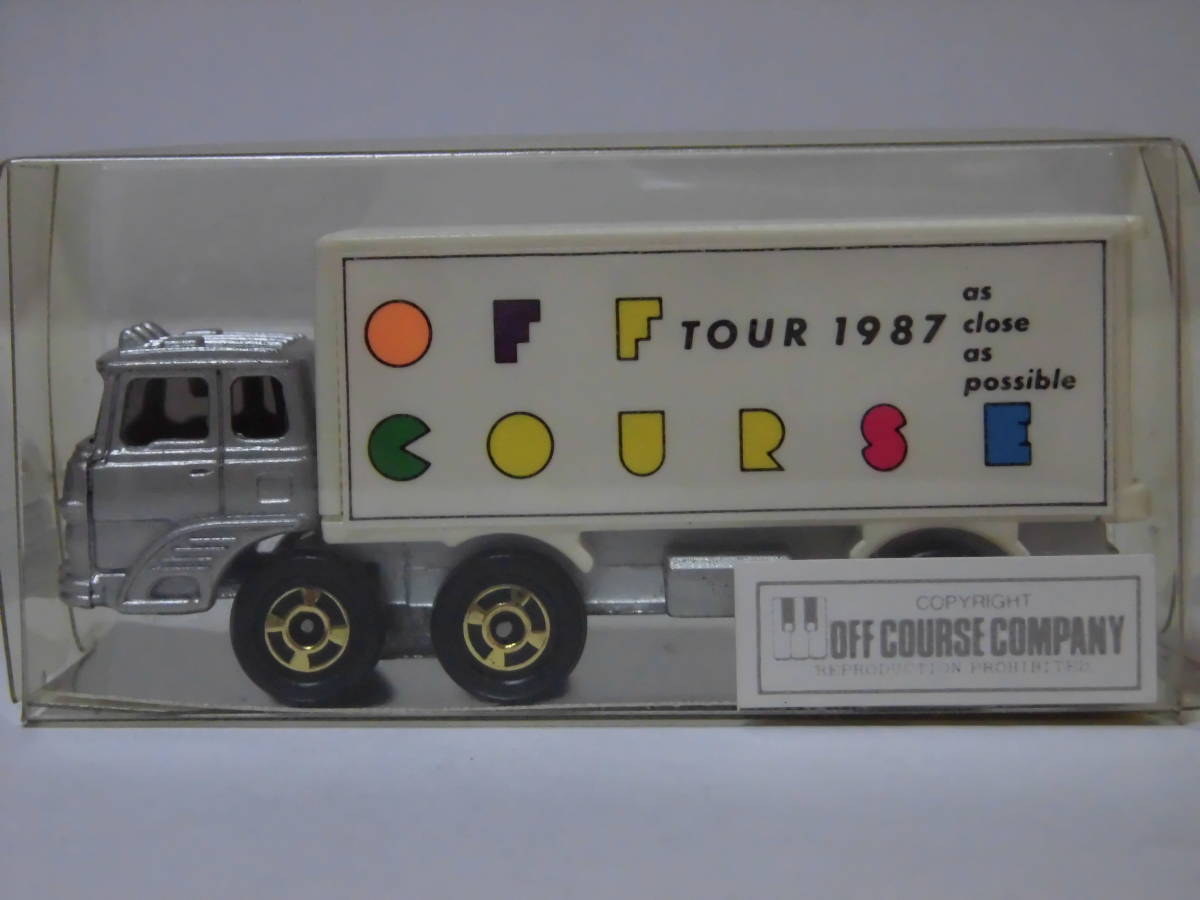 OFF TOUR 1987
as
close
as
possible
COURSE
COPYRIGHT
OFF COURSE COMPANY
REPRODUCTION PROHIBITED.